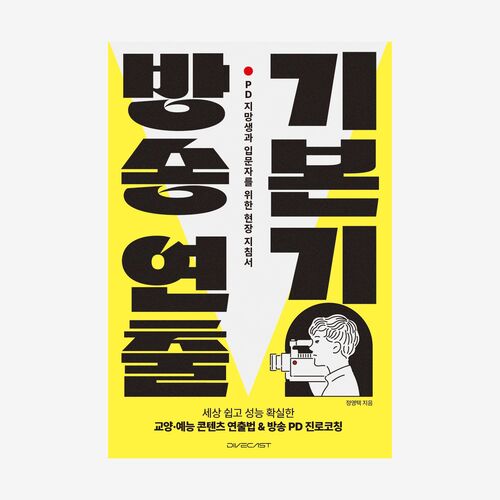 방송 연출
기본기
PD 지망생과 입문자를 위한 현장 지침서
정영택 지음
세상 쉽고 성능 확실한
교양·예능 콘텐츠 연출법 & 방송 PD 진로코칭
DIVECAST